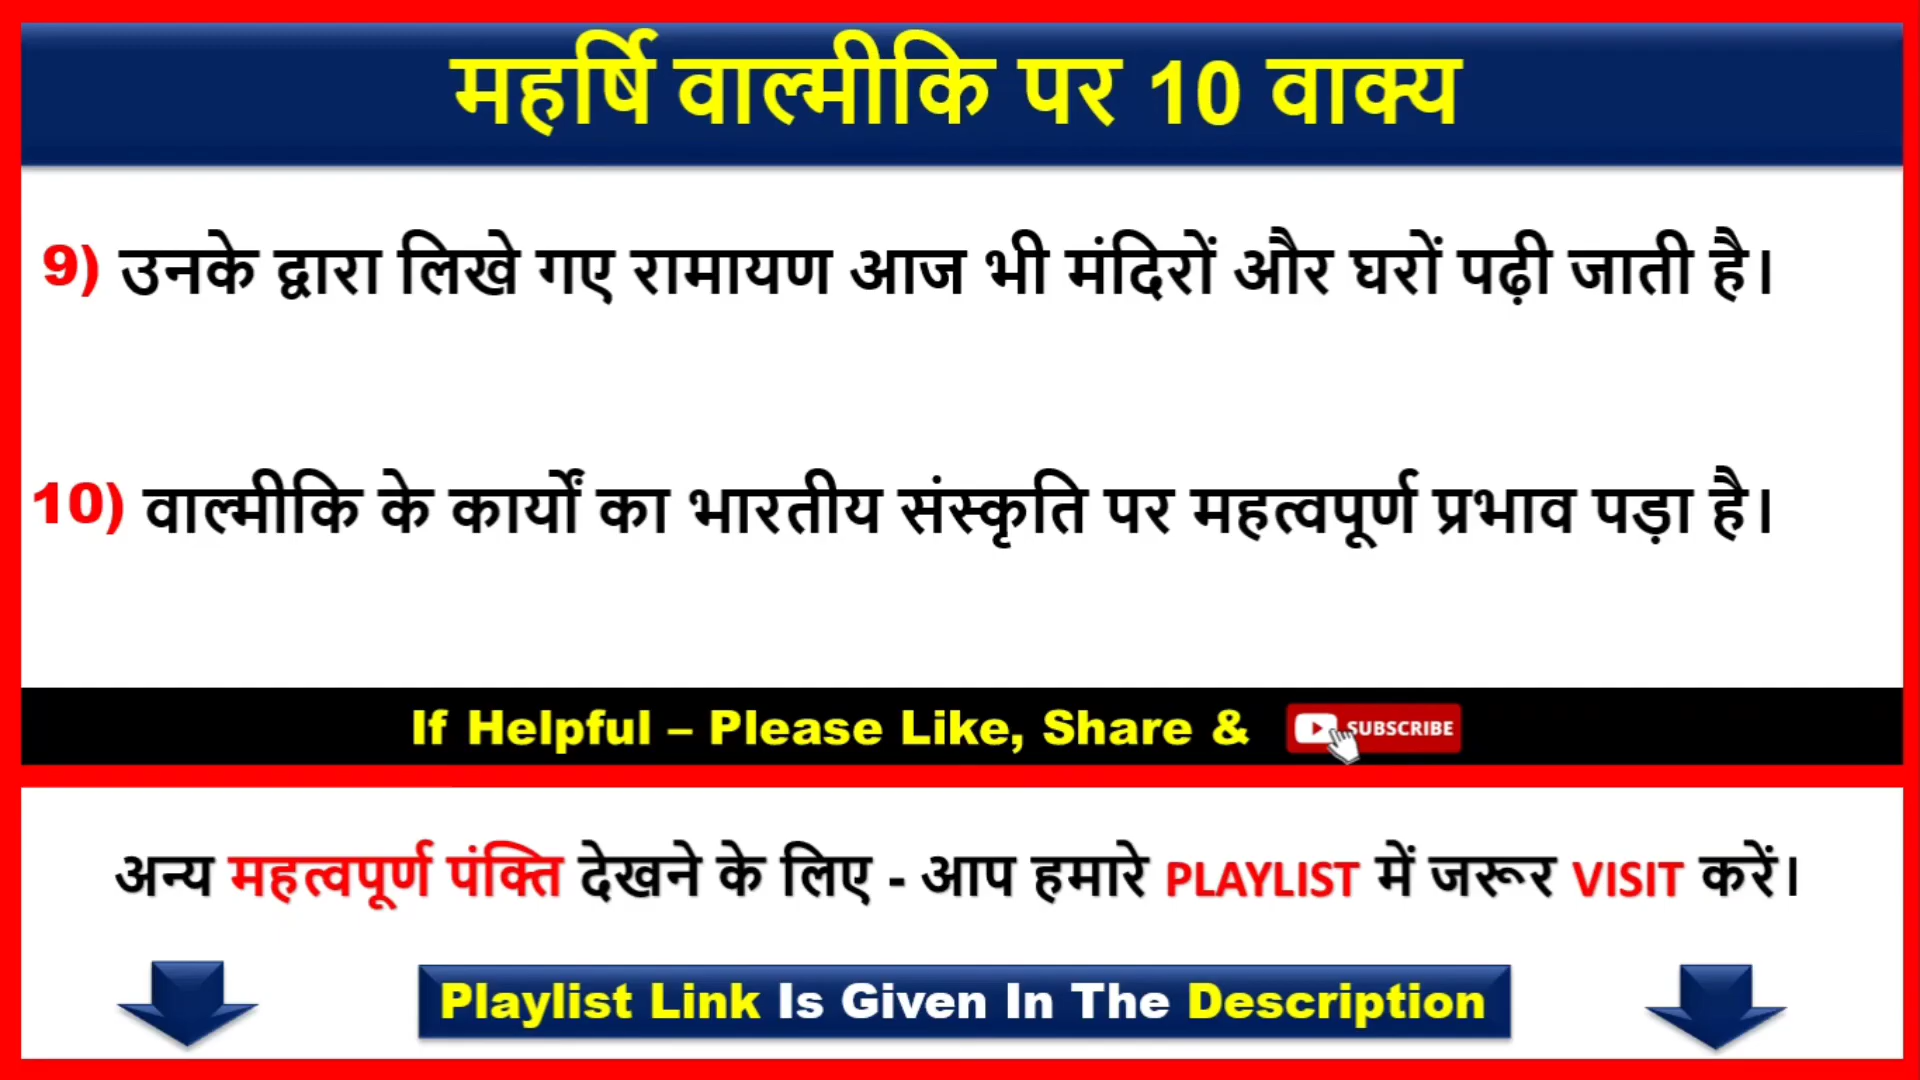 महर्षि वाल्मीकि पर 10 वाक्य
9) उनके द्वारा लिखे गए रामायण आज भी मंदिरों और घरों पढ़ी जाती है।
10) वाल्मीकि के कार्यों का भारतीय संस्कृति पर महत्वपूर्ण प्रभाव पड़ा है।
If Helpful – Please Like, Share & SUBSCRIBE
अन्य महत्वपूर्ण पंक्ति देखने के लिए - आप हमारे PLAYLIST में जरूर VISIT करें।
Playlist Link Is Given In The Description